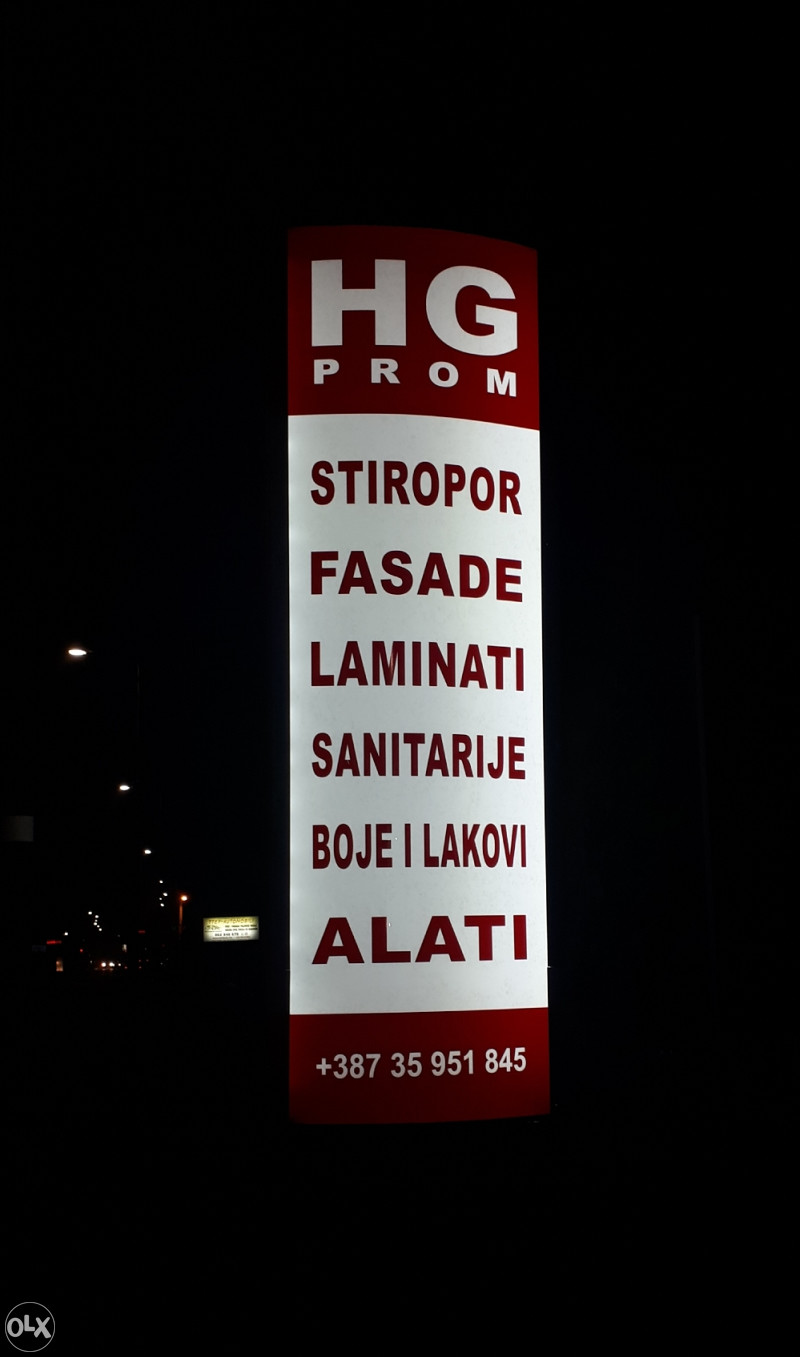 HG
PROM
STIROPOR
FASADE
LAMINATI
SANITARIJE
BOJE I LAKOVI
ALATI
+387 35 951 845
OLX